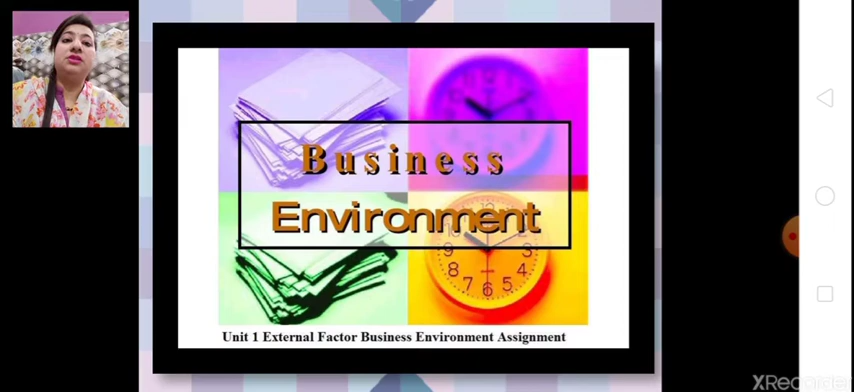 Business
Environment
Unit 1 External Factor Business Environment Assignment
XRecorder